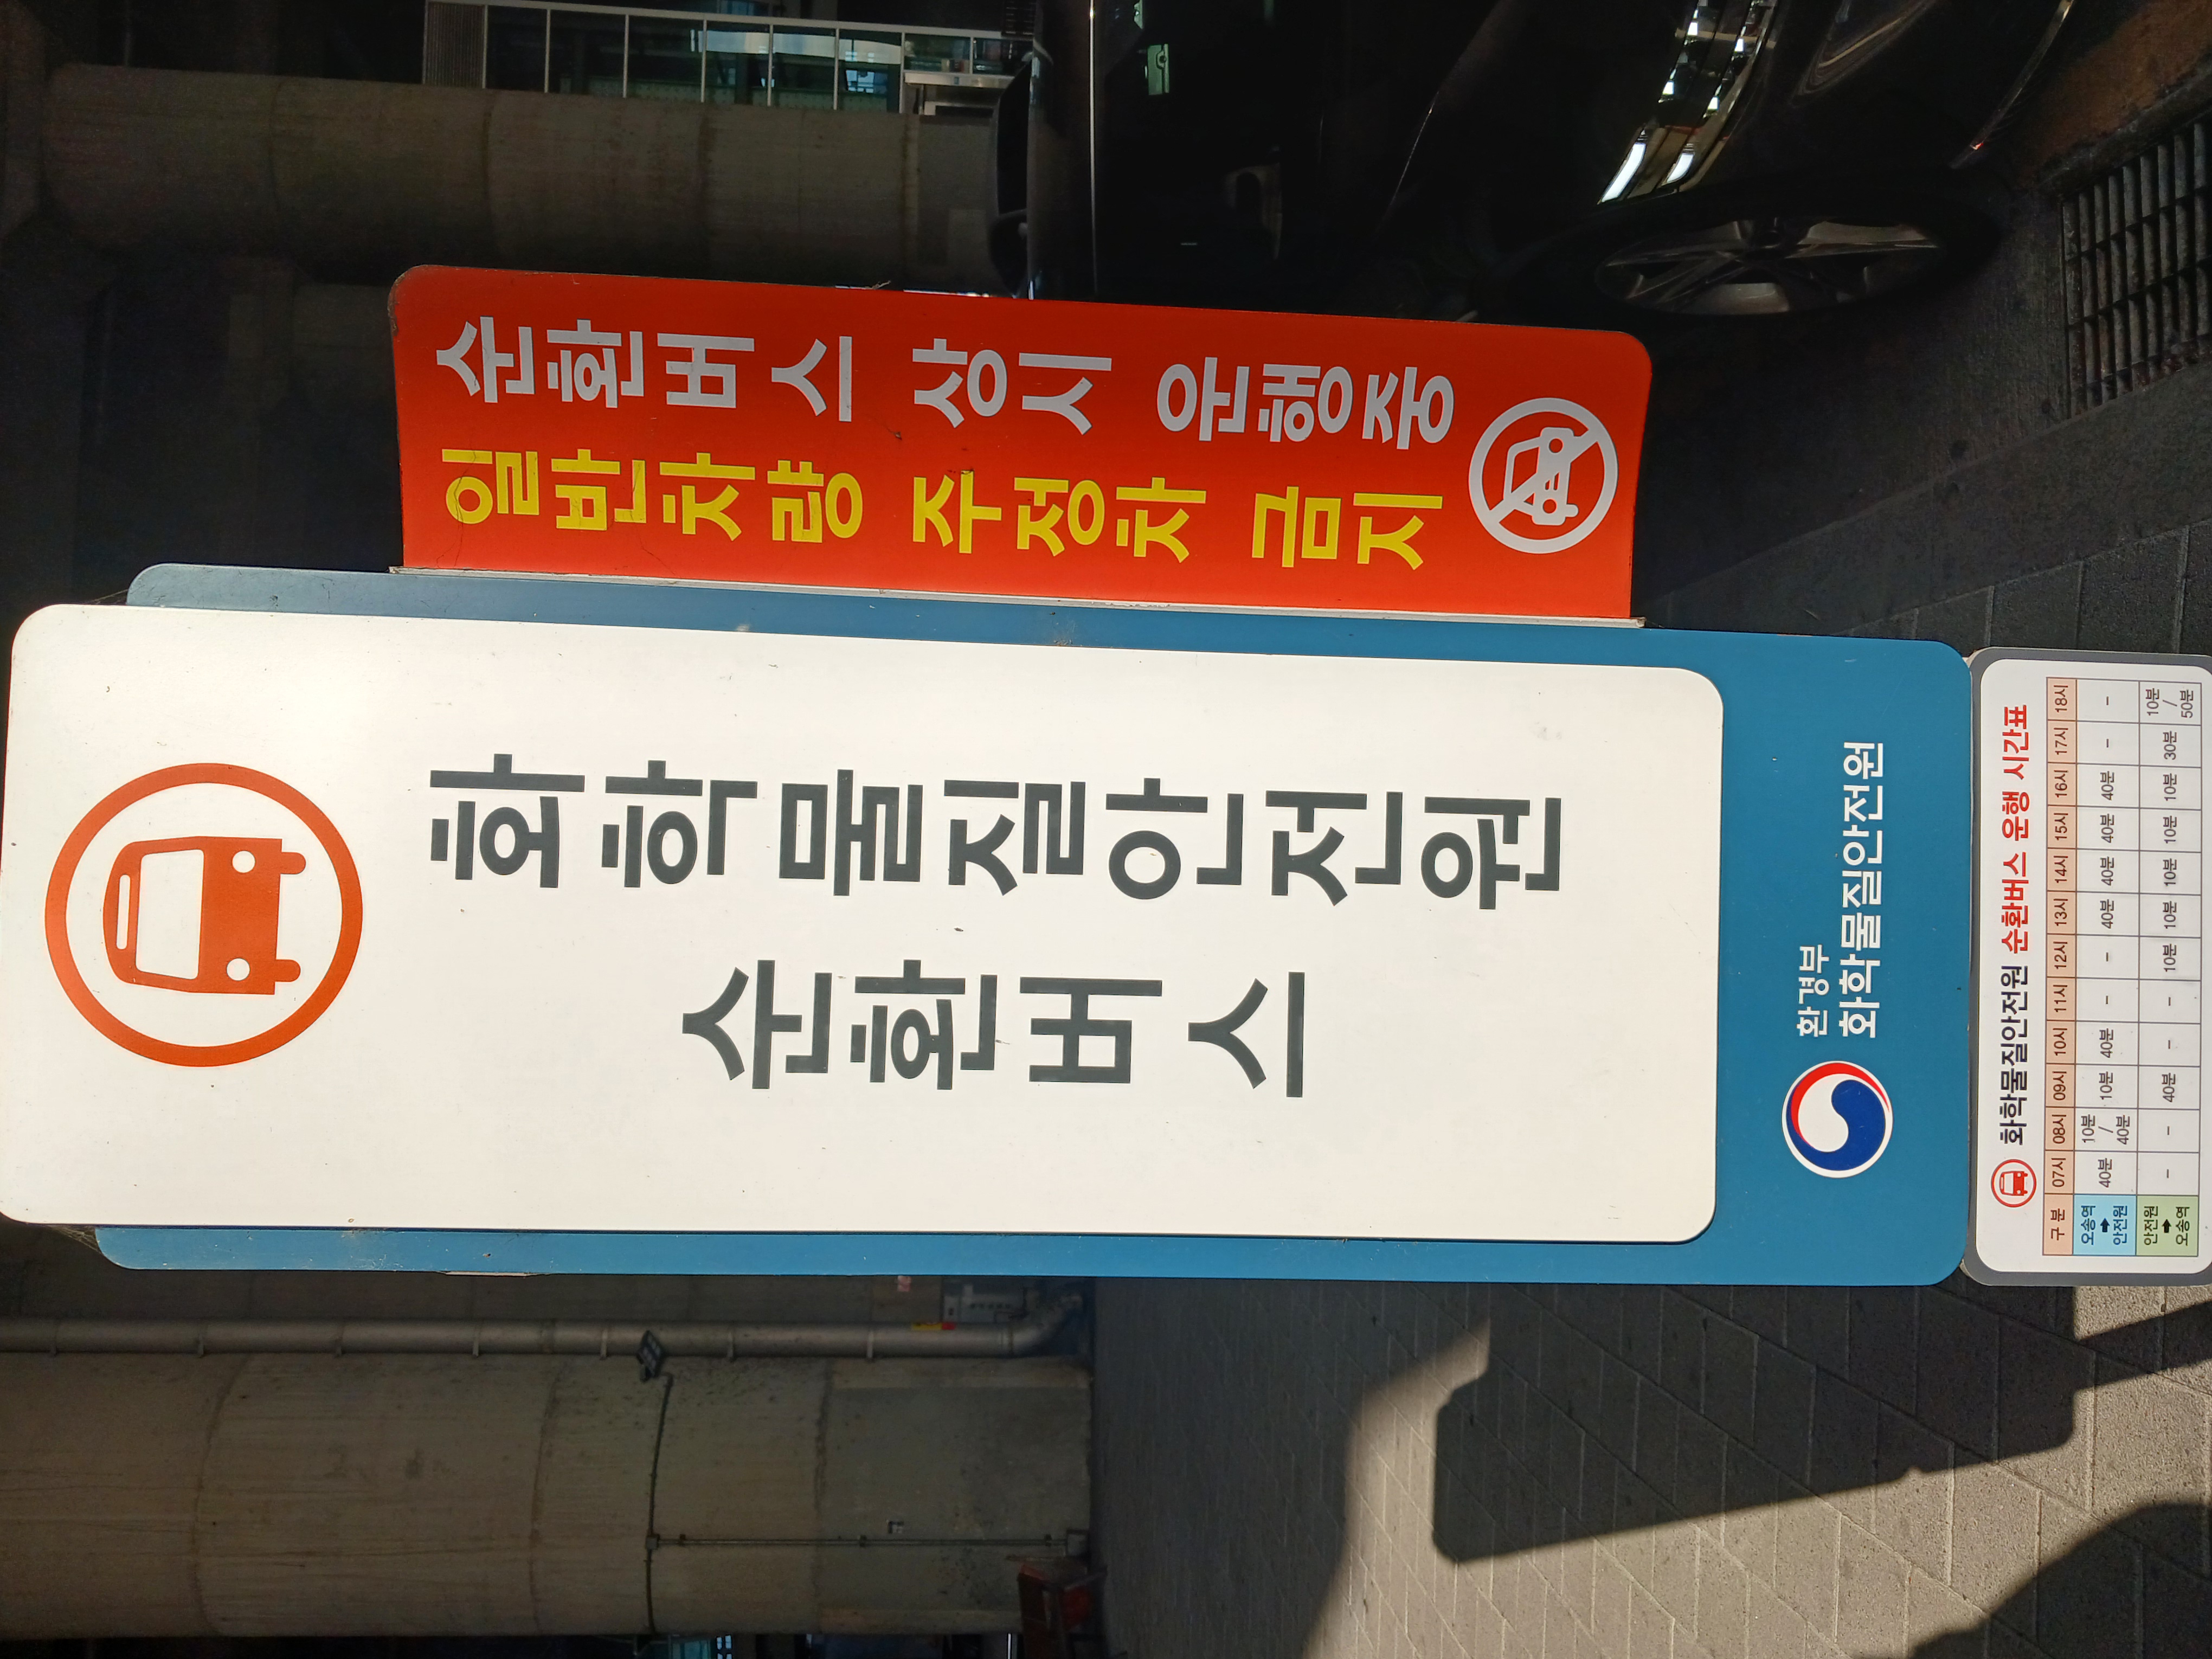 순환버스 상시 운행중
일반차량 주정차 금지
화학물질안전원
순환버스
환경부
화학물질안전원
화학물질안전원 순환버스 운행 시간표
구 분 07시 08시 09시 10시 11시 12시 13시 14시 15시 16시 17시 18시
오송역 ➡ 안전원 40분 10분 / 40분 10분 40분 - - 40분 40분 40분 40분 - -
안전원 ➡ 오송역 - - 40분 - - 10분 10분 10분 10분 10분 30분 10분 / 50분